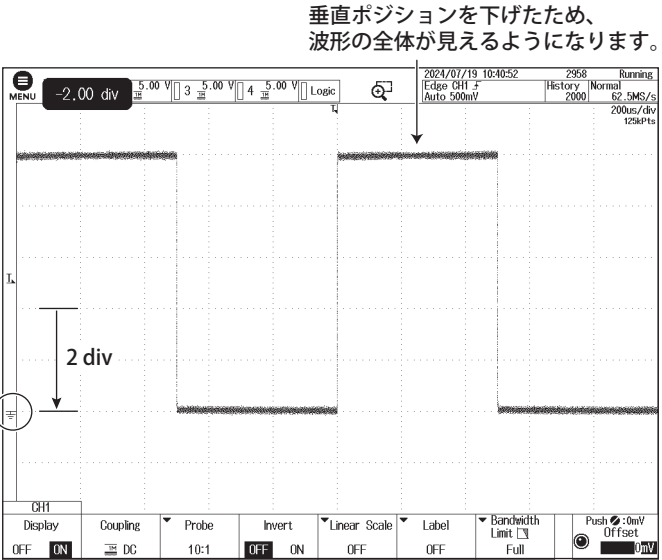 垂直ポジションを下げたため、
波形の全体が見えるようになります。
MENU
-2.00 div
5.00 V
3 5.00 V
4 5.00 V
Logic
2024/07/19 10:40:52
2958
Running
Edge CH1
Auto 500mV
History
2000
Normal
62.5MS/s
200us/div
125kPts
2 div
CH1
Display
OFF ON
Coupling
DC
Probe
10:1
Invert
OFF ON
Linear Scale
OFF
Label
OFF
Bandwidth
Limit
Full
Push :0mV
Offset
0mV